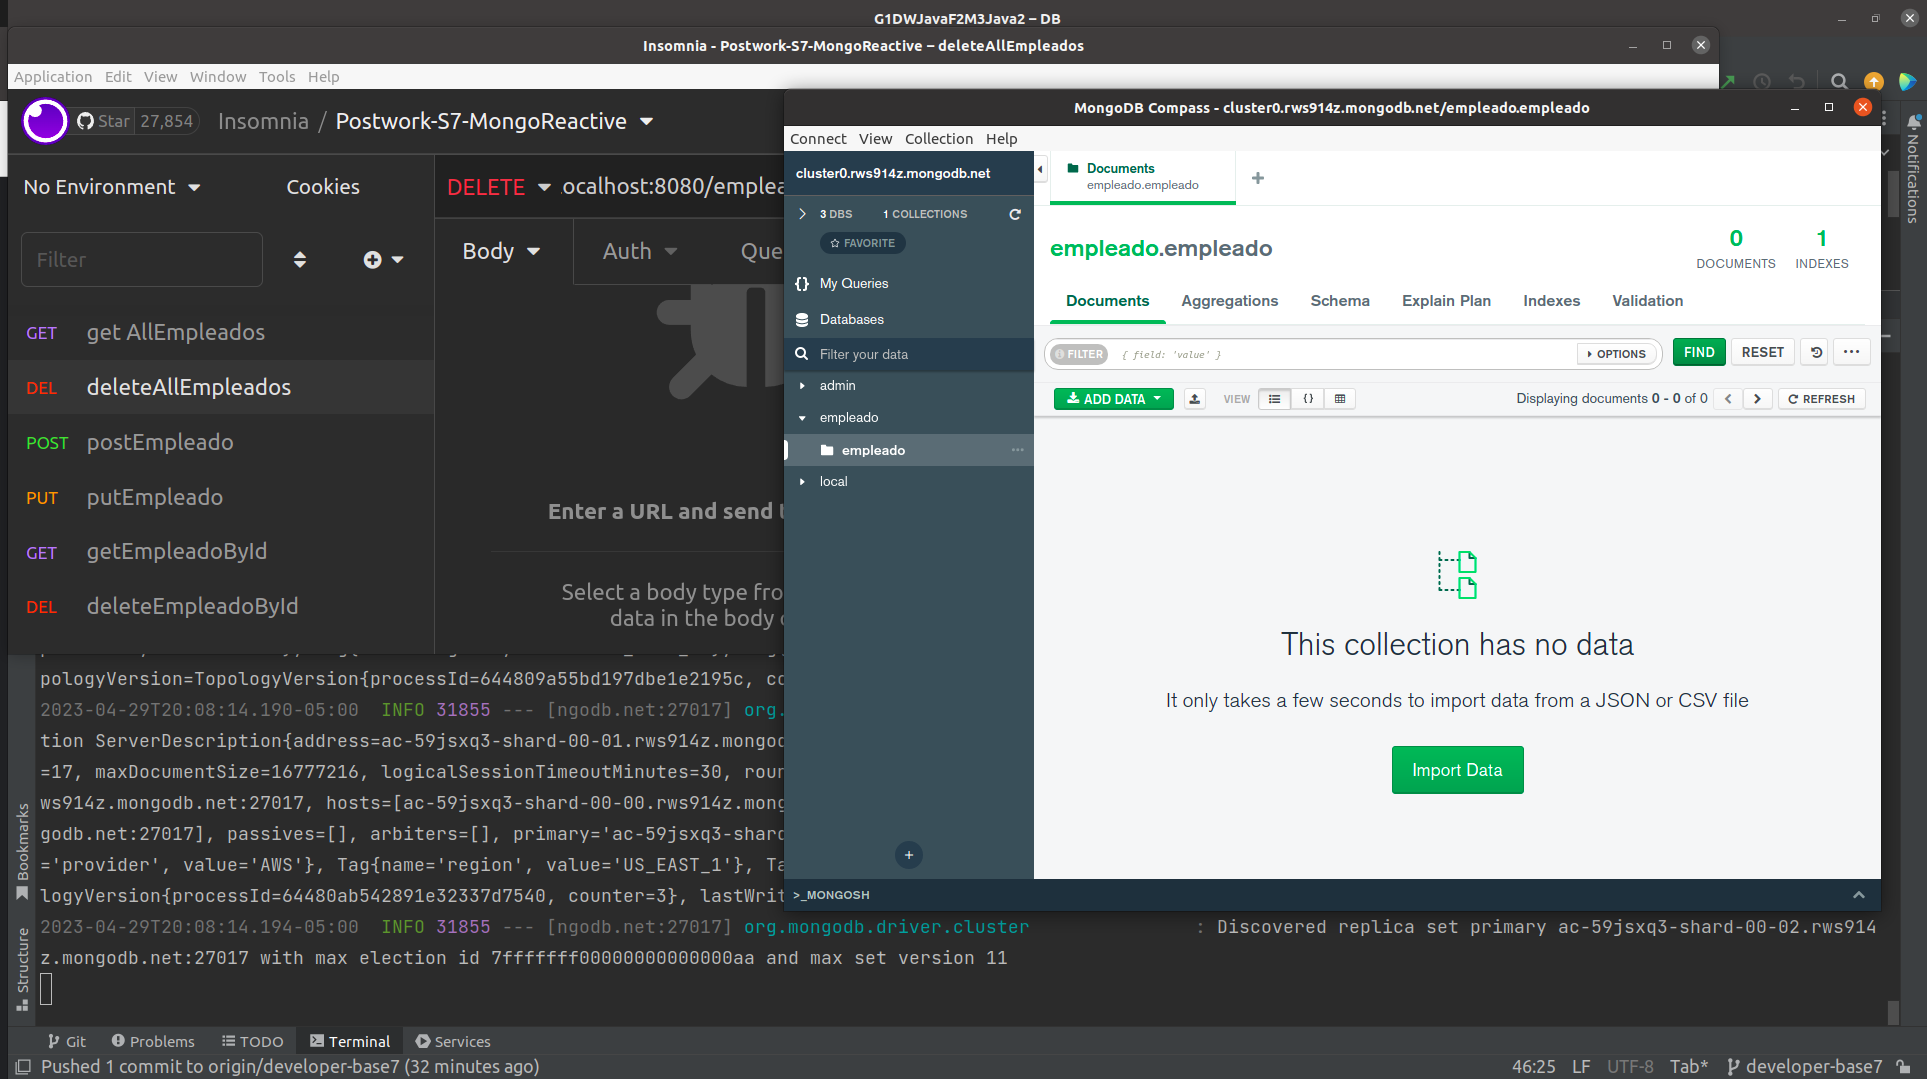 G1DWJavaF2M3Java2 – DB
Insomnia - Postwork-S7-MongoReactive – deleteAllEmpleados
Application Edit View Window Tools Help
Star 27,854 Insomnia / Postwork-S7-MongoReactive
No Environment Cookies
DELETE ocalhost:8080/emplea
Filter
Body Auth Que
GET get AllEmpleados
DEL deleteAllEmpleados
POST postEmpleado
PUT putEmpleado
GET getEmpleadoById
DEL deleteEmpleadoById
Enter a URL and send
Select a body type fro
data in the body
MongoDB Compass - cluster0.rws914z.mongodb.net/empleado.empleado
Connect View Collection Help
cluster0.rws914z.mongodb.net
3 DBS 1 COLLECTIONS
FAVORITE
{} My Queries
Databases
Filter your data
admin
empleado
empleado
local
Documents
empleado.empleado
empleado.empleado
0 DOCUMENTS
1 INDEXES
Documents Aggregations Schema Explain Plan Indexes Validation
FILTER { field: 'value' } OPTIONS FIND RESET
ADD DATA VIEW {} Displaying documents 0 - 0 of 0 REFRESH
This collection has no data
It only takes a few seconds to import data from a JSON or CSV file
Import Data
>_MONGOSH
Notifications
pologyVersion=TopologyVersion{processId=644809a55bd197dbe1e2195c, co
2023-04-29T20:08:14.190-05:00 INFO 31855 --- [ngodb.net:27017] org.
tion ServerDescription{address=ac-59jsxq3-shard-00-01.rws914z.mongod
=17, maxDocumentSize=16777216, logicalSessionTimeoutMinutes=30, roun
ws914z.mongodb.net:27017, hosts=[ac-59jsxq3-shard-00-00.rws914z.mong
godb.net:27017], passives=[], arbiters=[], primary='ac-59jsxq3-shard
='provider', value='AWS'}, Tag{name='region', value='US_EAST_1'}, Ta
logyVersion{processId=64480ab542891e32337d7540, counter=3}, lastWrit
2023-04-29T20:08:14.194-05:00 INFO 31855 --- [ngodb.net:27017] org.mongodb.driver.cluster : Discovered replica set primary ac-59jsxq3-shard-00-02.rws914
z.mongodb.net:27017 with max election id 7fffffff00000000000000aa and max set version 11
Bookmarks
Structure
Git Problems TODO Terminal Services
Pushed 1 commit to origin/developer-base7 (32 minutes ago) 46:25 LF UTF-8 Tab* developer-base7